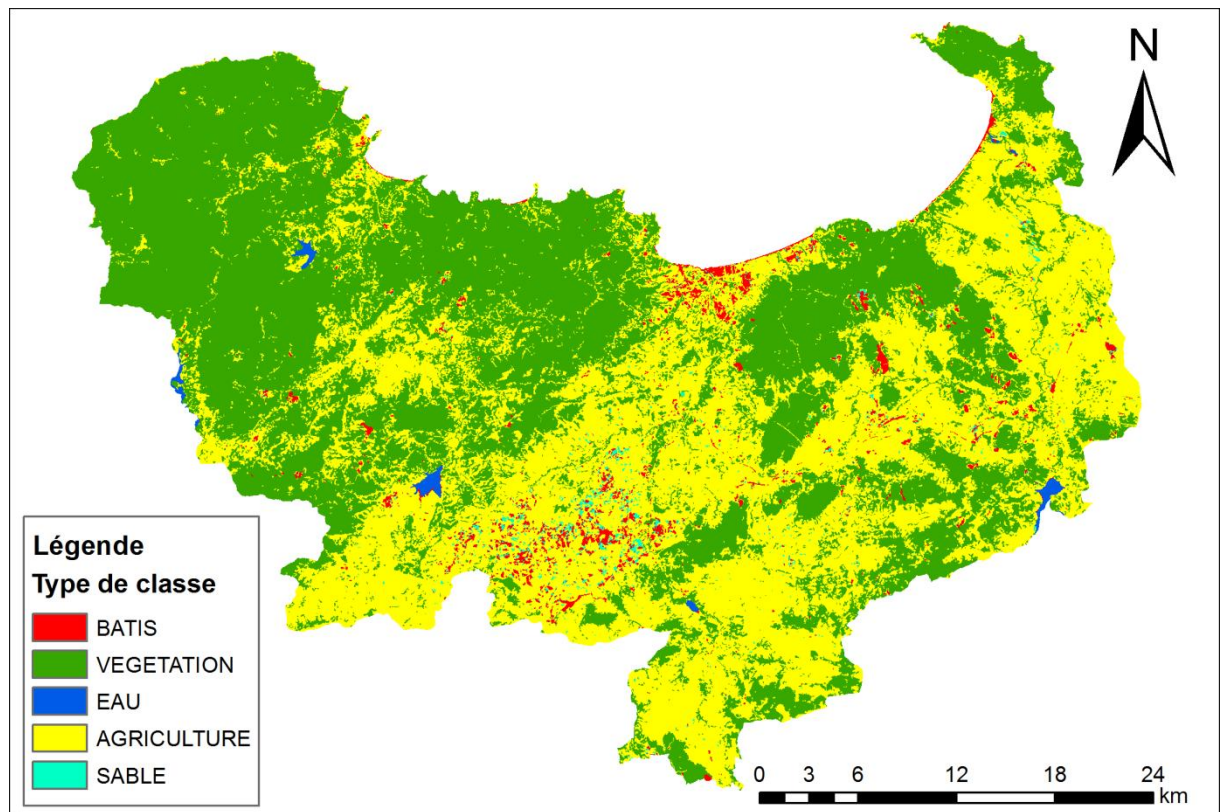 N
Légende
Type de classe
BATIS
VEGETATION
EAU
AGRICULTURE
SABLE
0 3 6 12 18 24
km